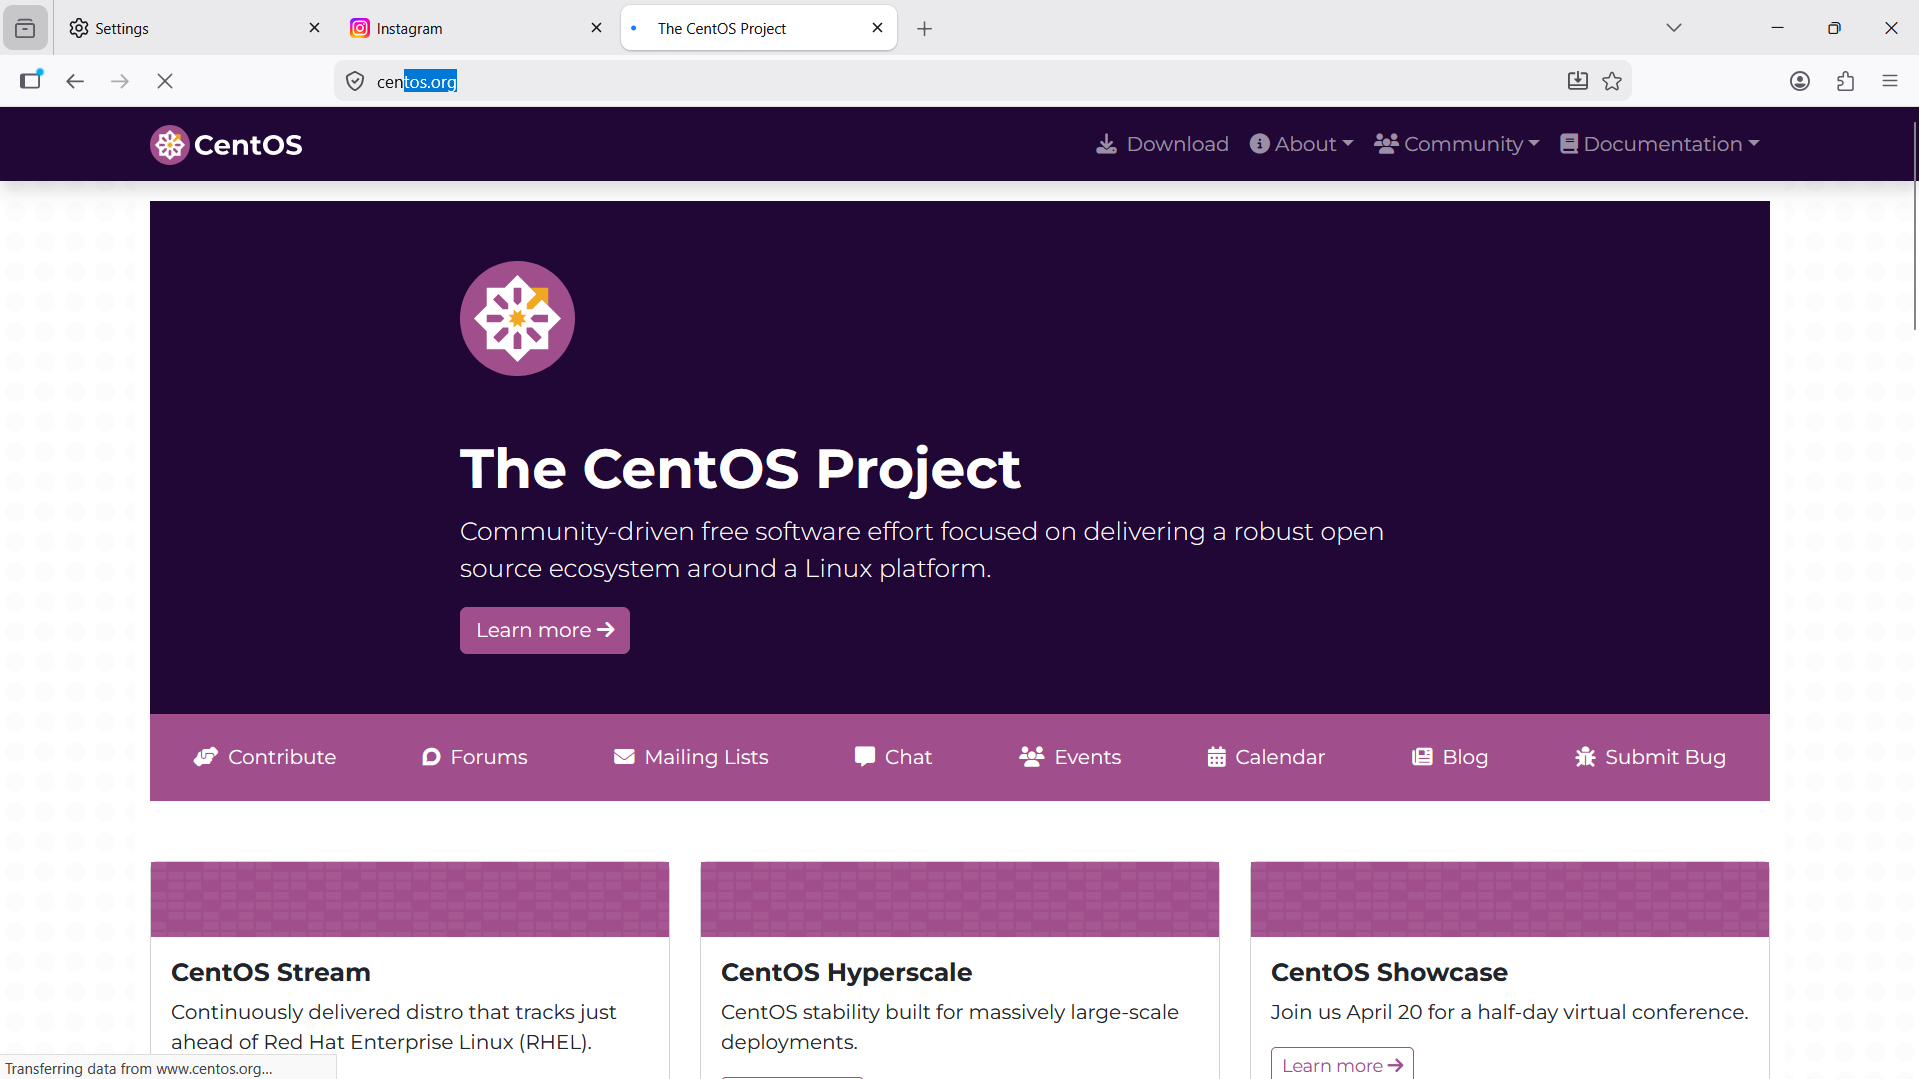 Settings
Instagram
The CentOS Project
centos.org
CentOS
Download
About
Community
Documentation
The CentOS Project
Community-driven free software effort focused on delivering a robust open
source ecosystem around a Linux platform.
Learn more
Contribute
Forums
Mailing Lists
Chat
Events
Calendar
Blog
Submit Bug
CentOS Stream
Continuously delivered distro that tracks just
ahead of Red Hat Enterprise Linux (RHEL).
CentOS Hyperscale
CentOS stability built for massively large-scale
deployments.
CentOS Showcase
Join us April 20 for a half-day virtual conference.
Learn more
Transferring data from www.centos.org...